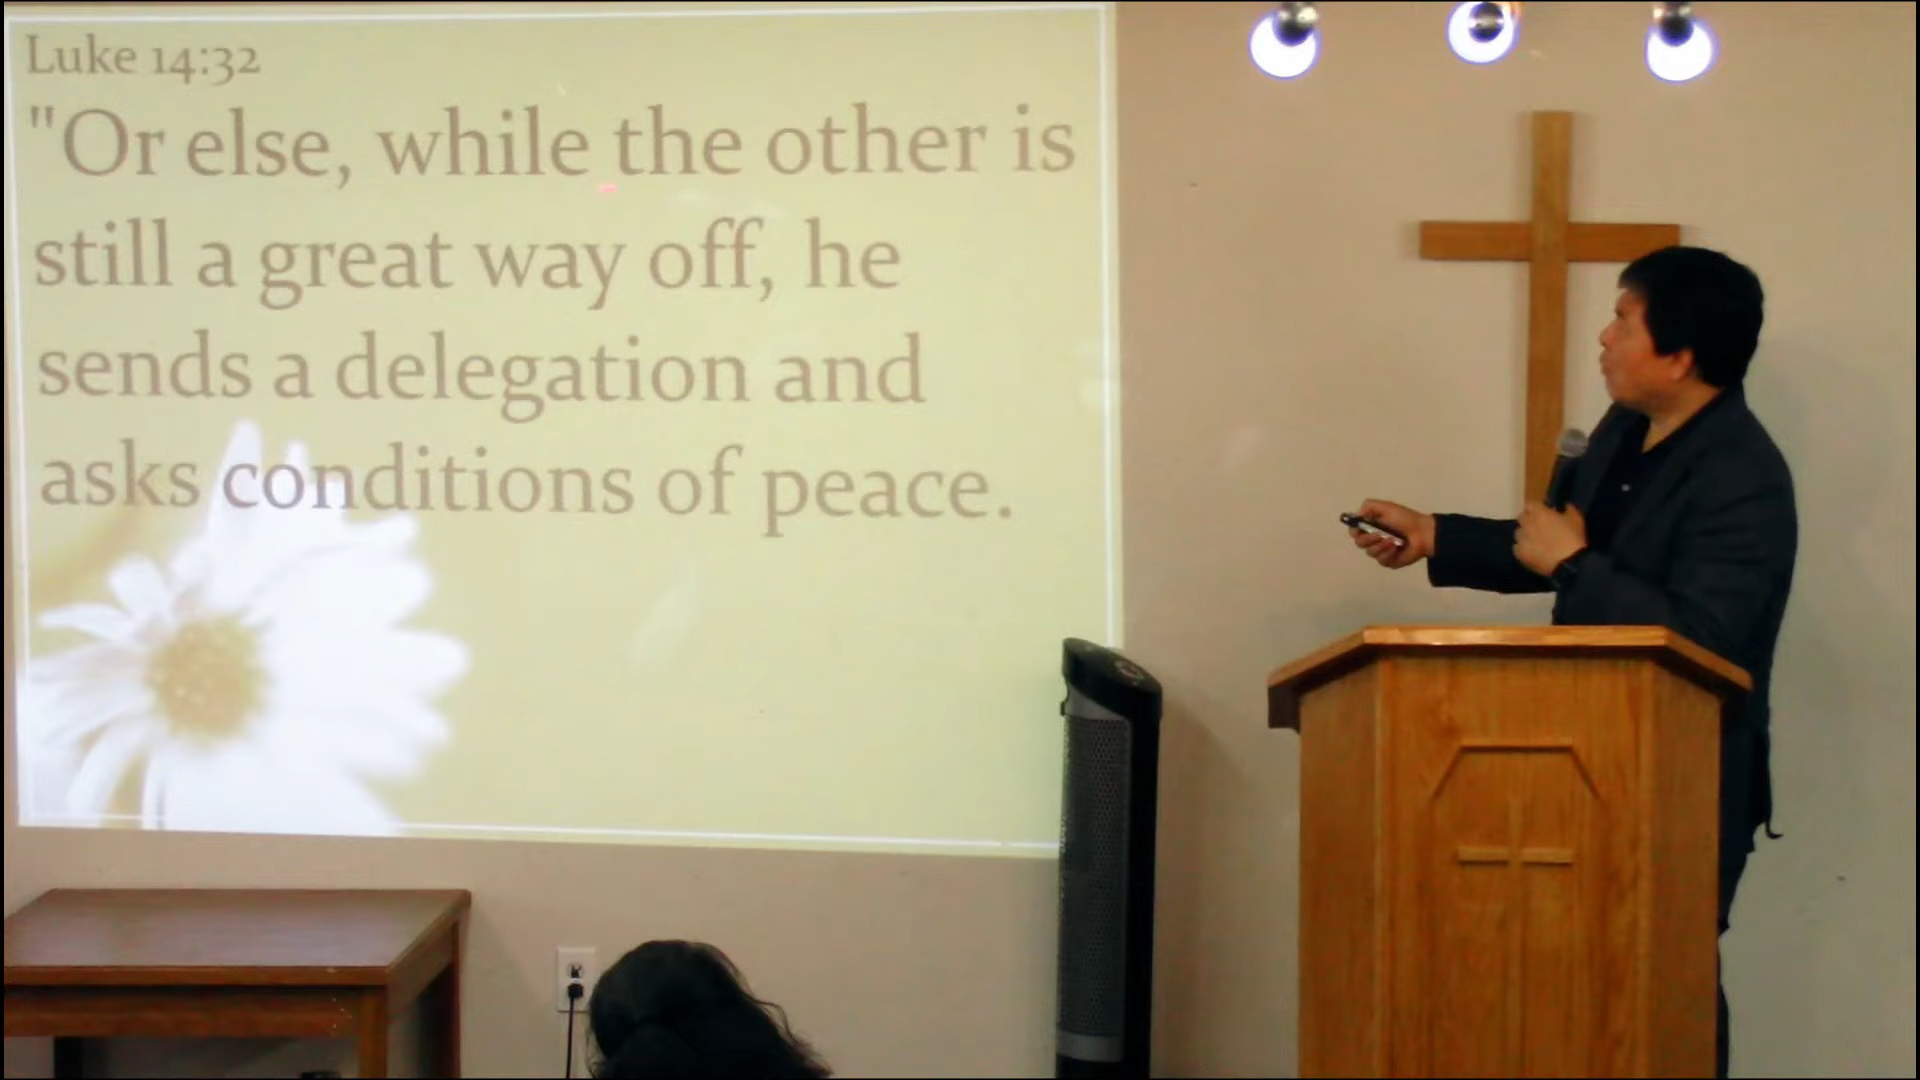 Luke 14:32
"Or else, while the other is
still a great way off, he
sends a delegation and
asks conditions of peace.